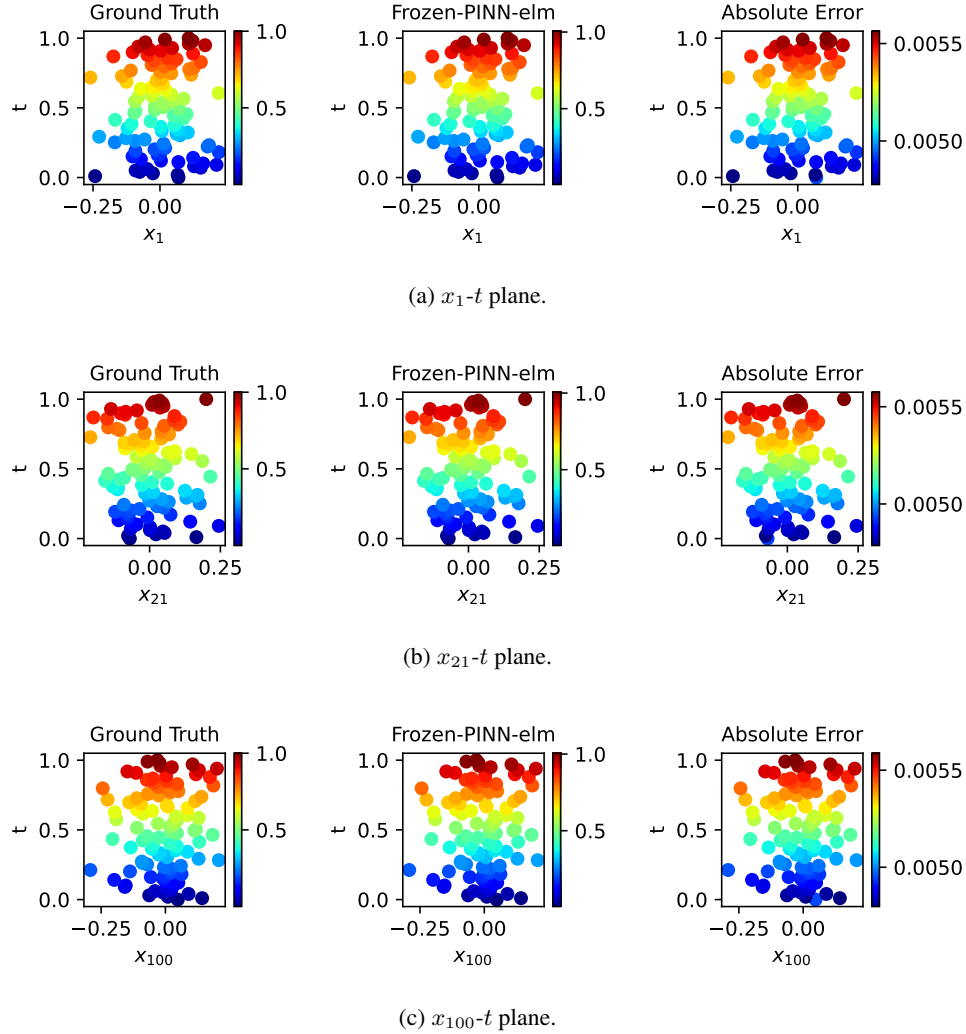 Ground Truth Frozen-PINN-elm Absolute Error
1.0 1.0 1.0 1.0 1.0 0.0055
t 0.5 0.5 t 0.5 0.5 t 0.5 0.0050
0.0 0.0 0.0
−0.25 0.00 −0.25 0.00 −0.25 0.00
x₁ x₁ x₁
(a) x₁-t plane.
Ground Truth Frozen-PINN-elm Absolute Error
1.0 1.0 1.0 1.0 1.0 0.0055
t 0.5 0.5 t 0.5 0.5 t 0.5 0.0050
0.0 0.0 0.0
0.00 0.25 0.00 0.25 0.00 0.25
x₂₁ x₂₁ x₂₁
(b) x₂₁-t plane.
Ground Truth Frozen-PINN-elm Absolute Error
1.0 1.0 1.0 1.0 1.0 0.0055
t 0.5 0.5 t 0.5 0.5 t 0.5 0.0050
0.0 0.0 0.0
−0.25 0.00 −0.25 0.00 −0.25 0.00
x₁₀₀ x₁₀₀ x₁₀₀
(c) x₁₀₀-t plane.